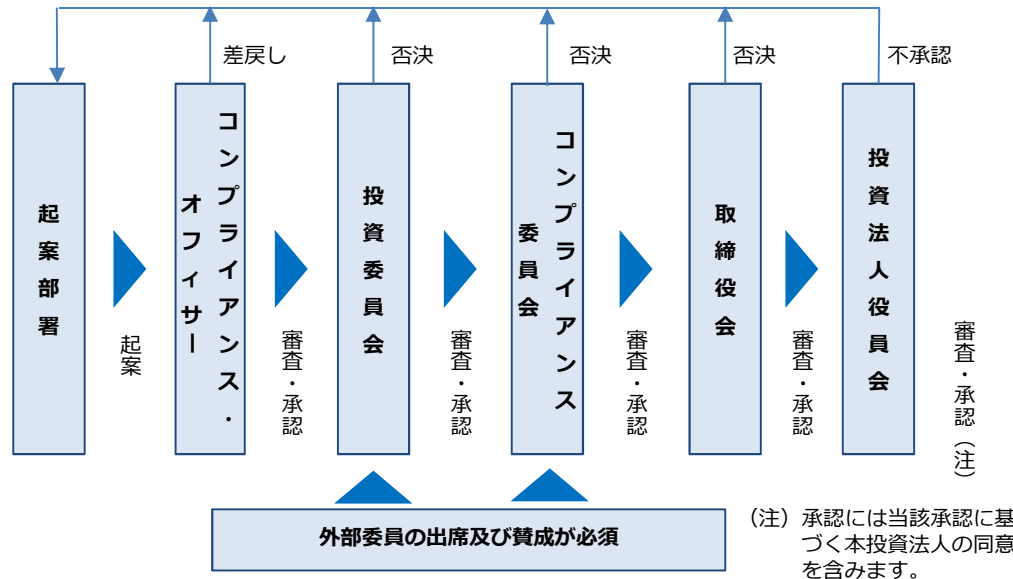 差戻し
否決
否決
否決
不承認
起案部署
起案
コンプライアンス・
オフィサー
審査・承認
投資委員会
審査・承認
コンプライアンス
委員会
審査・承認
取締役会
審査・承認
投資法人役員会
審査・承認（注）
外部委員の出席及び賛成が必須
（注）承認には当該承認に基
づく本投資法人の同意
を含みます。